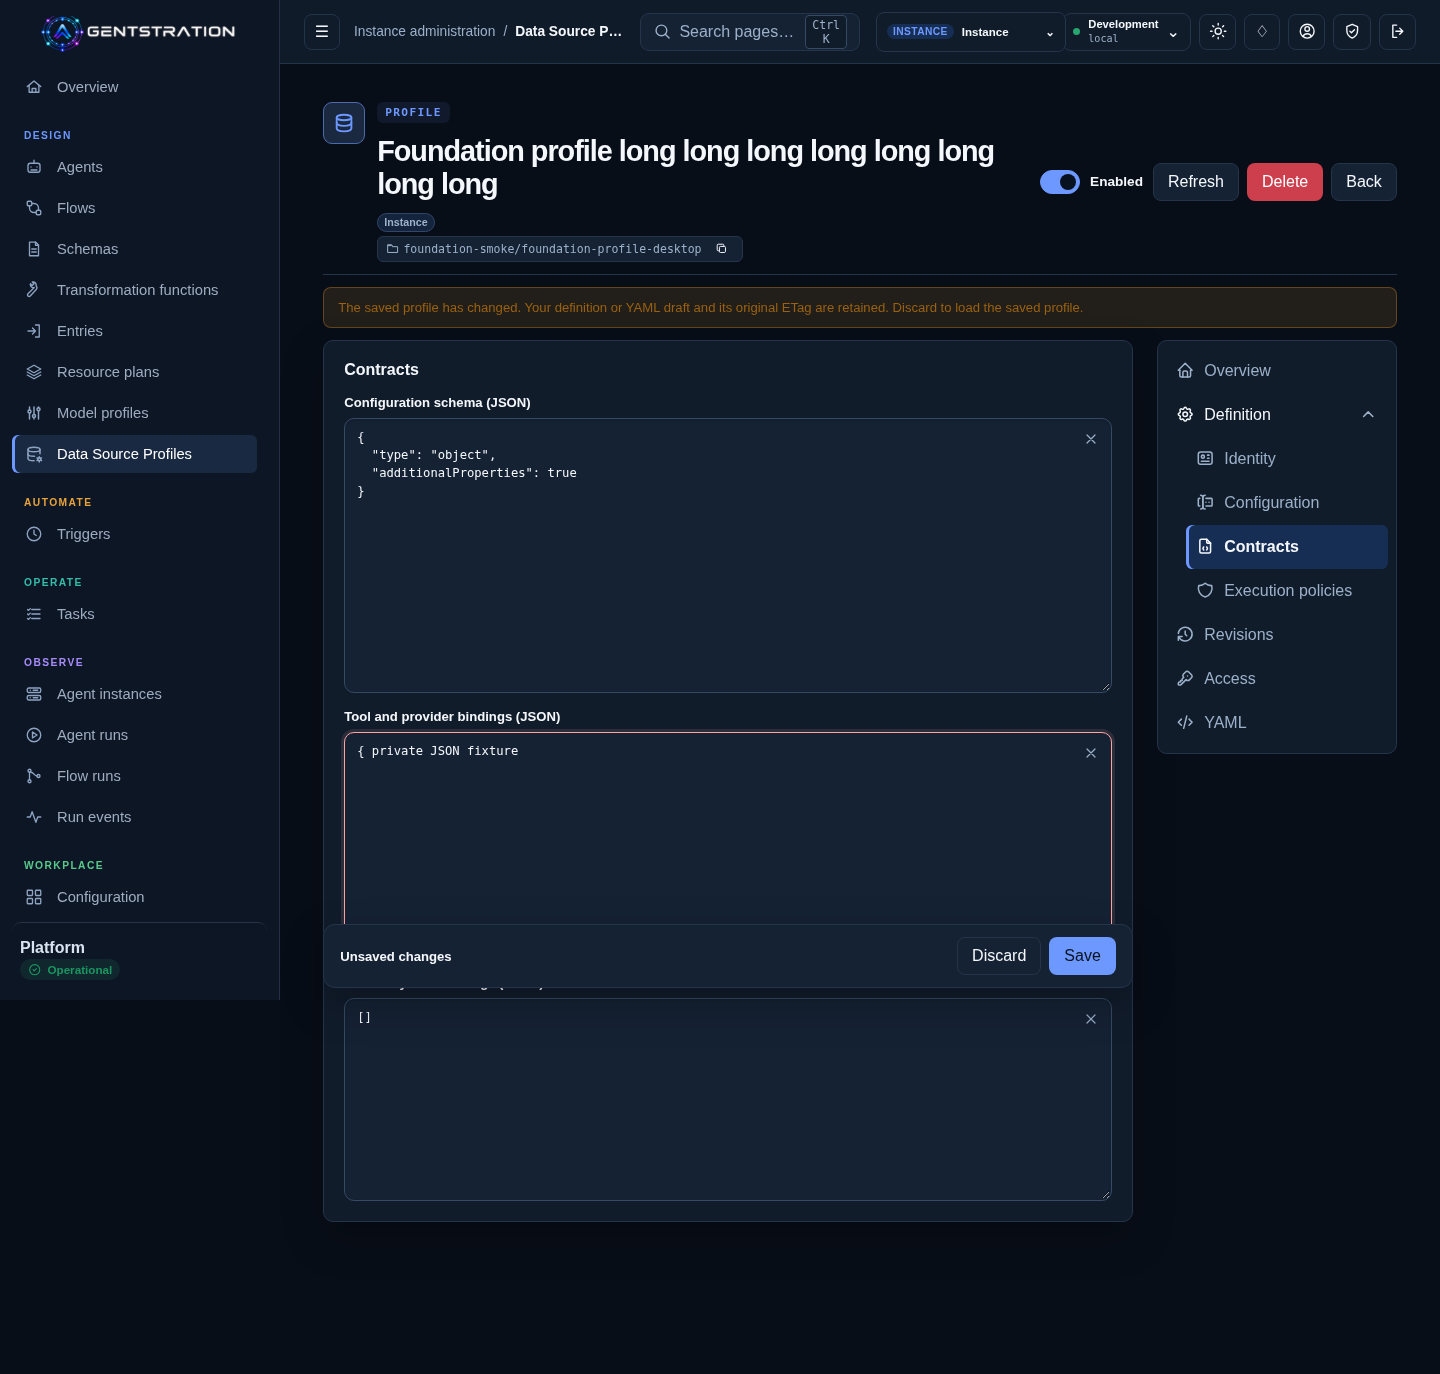 GENTSTRATION
Overview
DESIGN
Agents
Flows
Schemas
Transformation functions
Entries
Resource plans
Model profiles
Data Source Profiles
AUTOMATE
Triggers
OPERATE
Tasks
OBSERVE
Agent instances
Agent runs
Flow runs
Run events
WORKPLACE
Configuration
Platform
Operational
Instance administration / Data Source P…
Search pages…
Ctrl K
INSTANCE Instance
Development
local
PROFILE
Foundation profile long long long long long long
long long
Enabled
Refresh
Delete
Back
Instance
foundation-smoke/foundation-profile-desktop
The saved profile has changed. Your definition or YAML draft and its original ETag are retained. Discard to load the saved profile.
Contracts
Configuration schema (JSON)
{
"type": "object",
"additionalProperties": true
}
Tool and provider bindings (JSON)
{ private JSON fixture
Unsaved changes
Discard
Save
[]
Overview
Definition
Identity
Configuration
Contracts
Execution policies
Revisions
Access
YAML